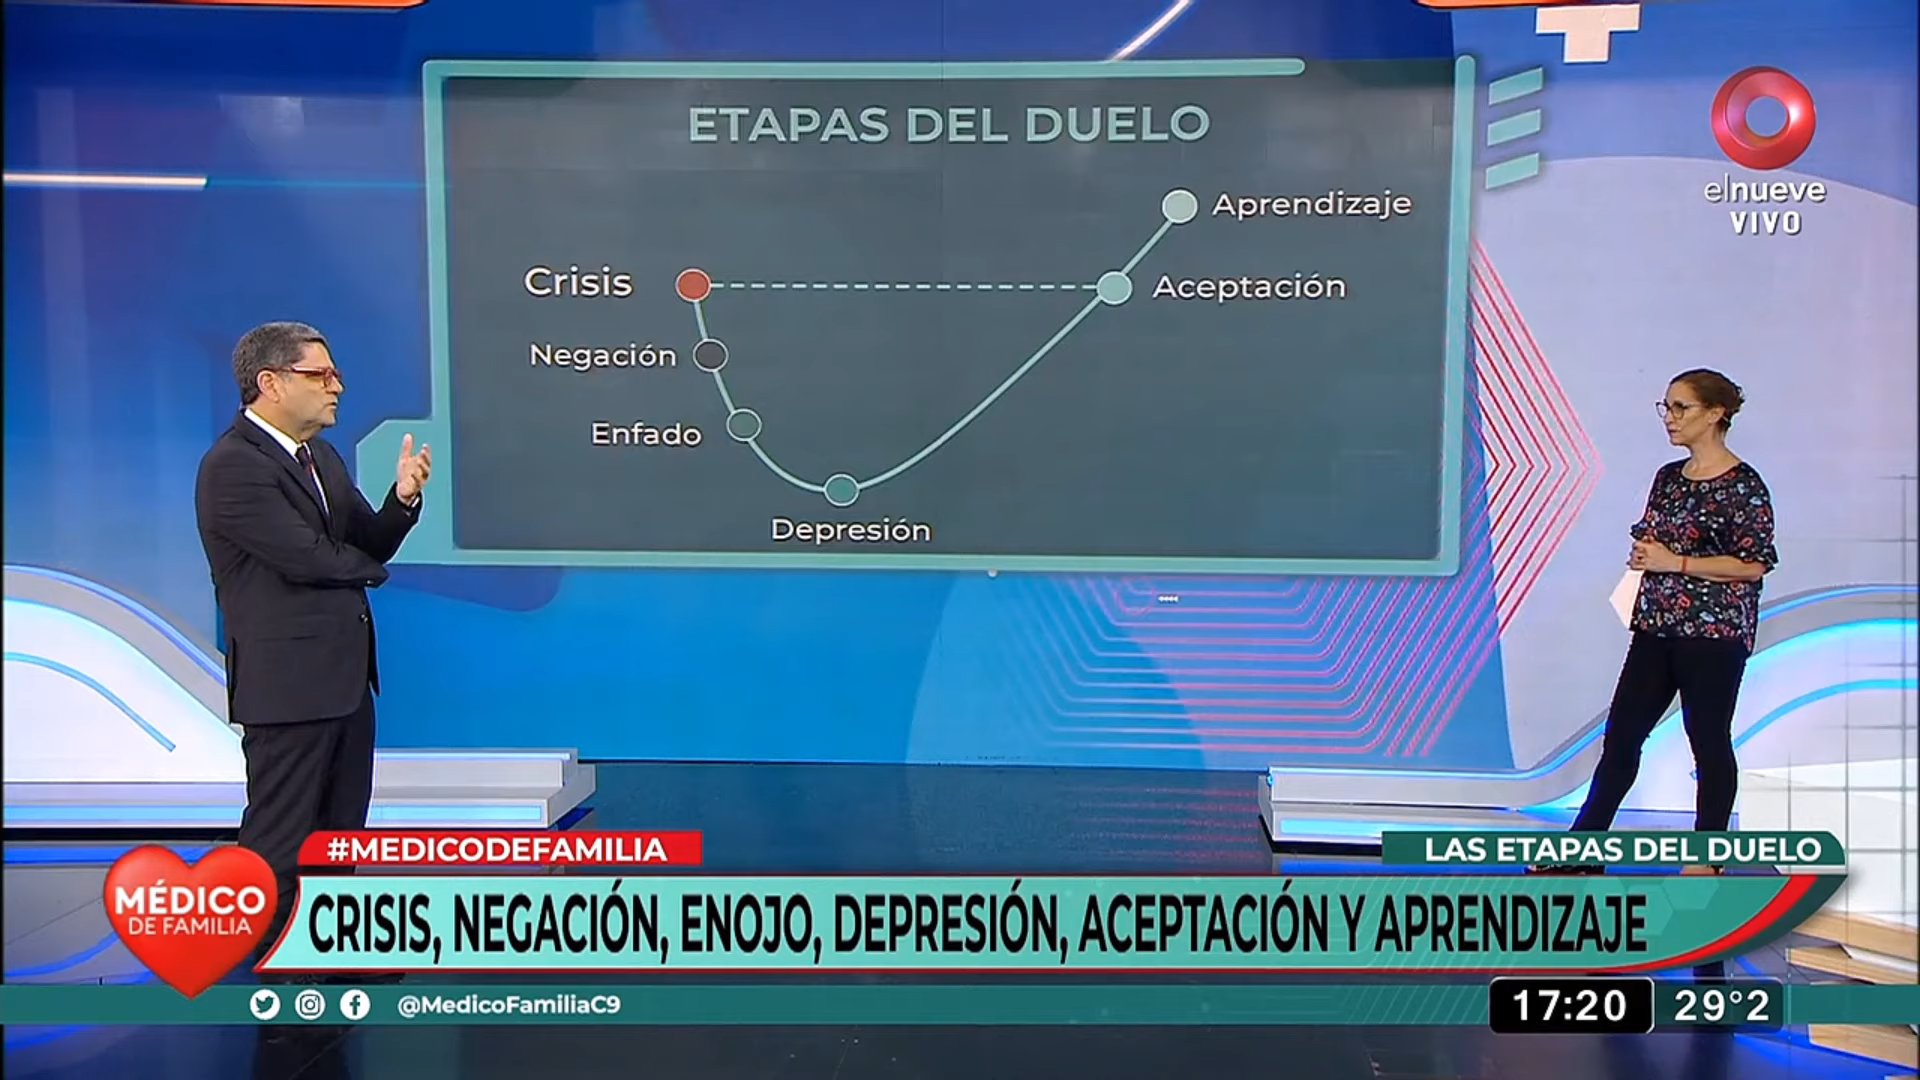 ETAPAS DEL DUELO
Aprendizaje
Crisis
Aceptación
Negación
Enfado
Depresión
elnueve
VIVO
#MEDICODEFAMILIA
LAS ETAPAS DEL DUELO
MÉDICO
DE FAMILIA
CRISIS, NEGACIÓN, ENOJO, DEPRESIÓN, ACEPTACIÓN Y APRENDIZAJE
@MedicoFamiliaC9
17:20
29°2